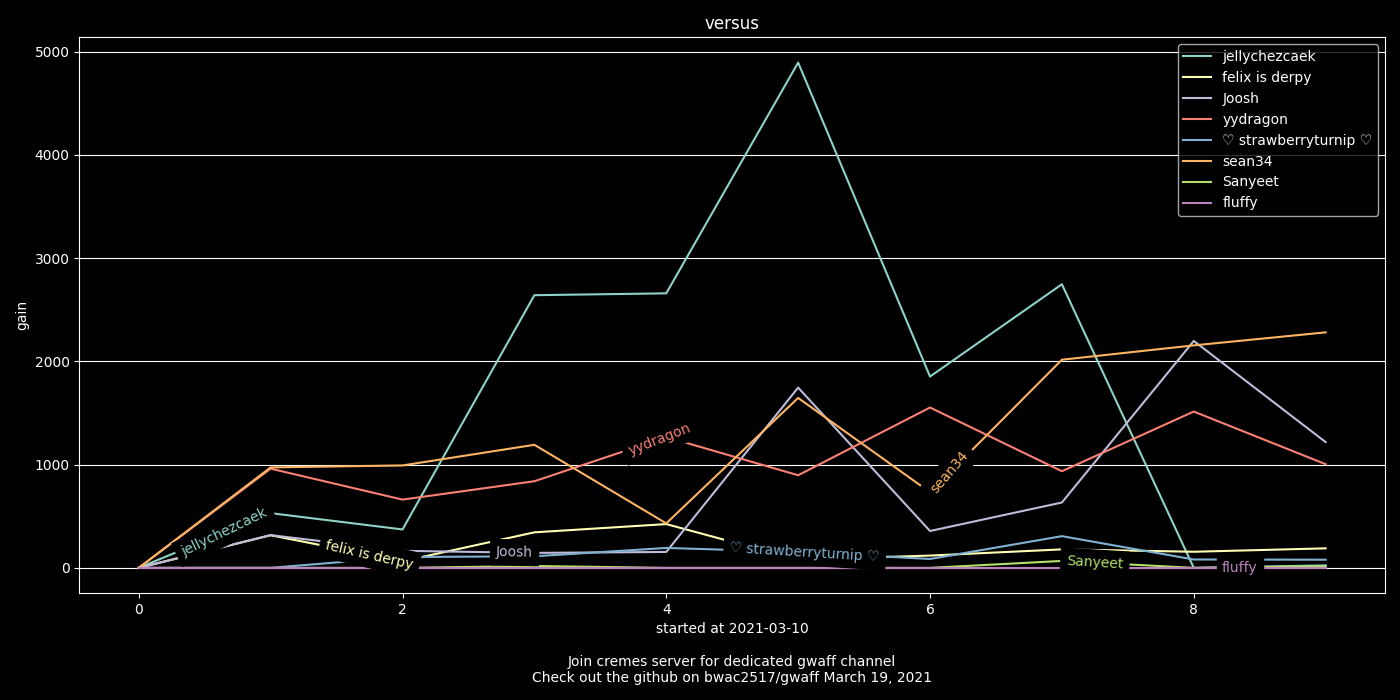 versus
5000
4000
3000
2000
1000
0
gain
jellychezcaek
felix is derpy
Joosh
yydragon
♡ strawberryturnip ♡
sean34
Sanyeet
fluffy
yydragon
sean34
jellychezcaek
felix is derpy
Joosh
♡ strawberryturnip ♡
Sanyeet
fluffy
0 2 4 6 8
started at 2021-03-10
Join cremes server for dedicated gwaff channel
Check out the github on bwac2517/gwaff March 19, 2021